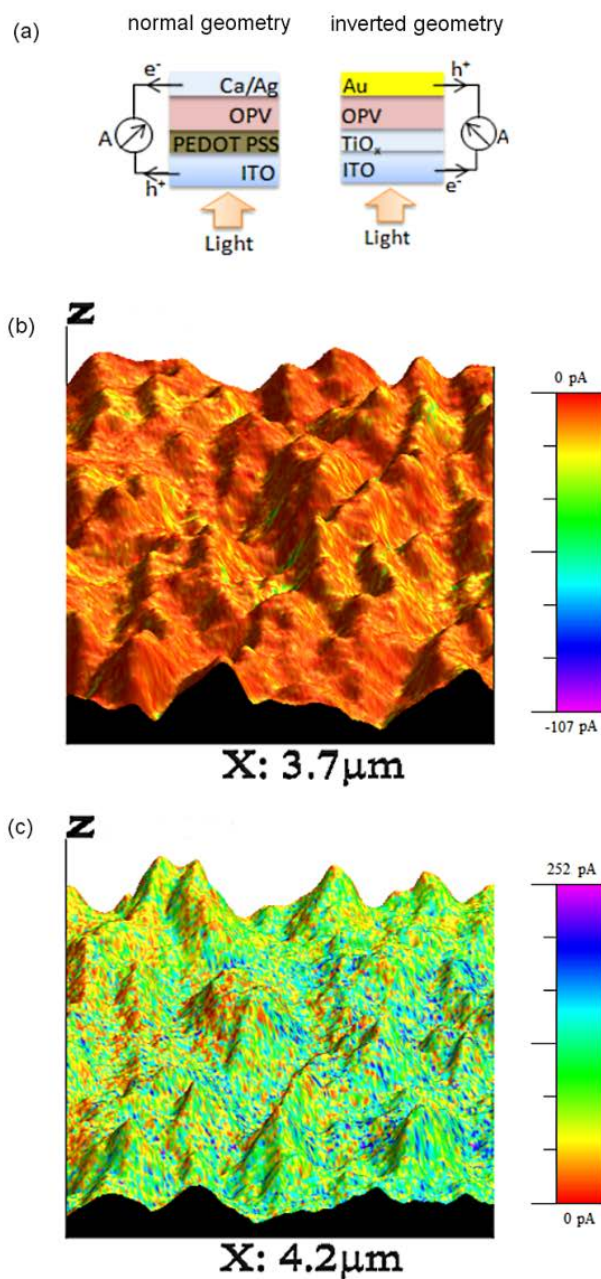 (a)
normal geometry
inverted geometry
e-
Ca/Ag
OPV
PEDOT PSS
ITO
A
h+
Light
Au
h+
OPV
TiOx
A
ITO
e-
Light
(b)
Z
0 pA
-107 pA
X: 3.7μm
(c)
Z
252 pA
0 pA
X: 4.2μm